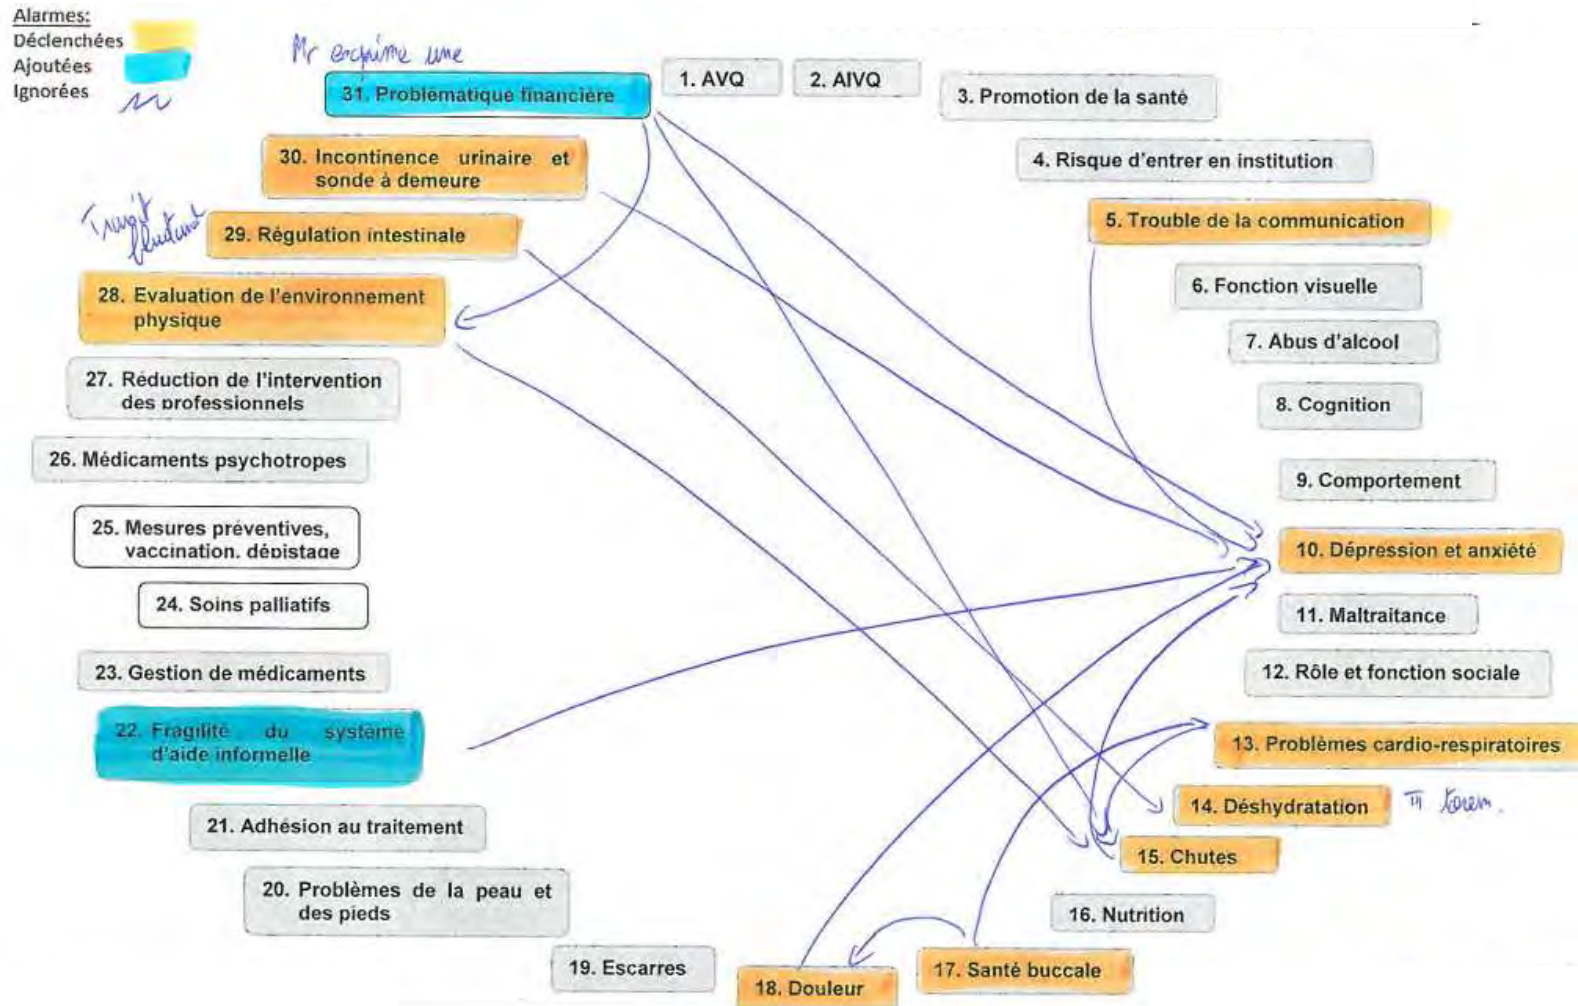 Alarmes:
Déclenchées
Ajoutées
Ignorées
Mr exprime une
31. Problématique financière
1. AVQ
2. AIVQ
3. Promotion de la santé
4. Risque d'entrer en institution
5. Trouble de la communication
6. Fonction visuelle
7. Abus d'alcool
8. Cognition
9. Comportement
10. Dépression et anxiété
11. Maltraitance
12. Rôle et fonction sociale
13. Problèmes cardio-respiratoires
14. Déshydratation
15. Chutes
16. Nutrition
17. Santé buccale
18. Douleur
19. Escarres
20. Problèmes de la peau et
des pieds
21. Adhésion au traitement
22. Fragilité du système
d'aide informelle
23. Gestion de médicaments
24. Soins palliatifs
25. Mesures préventives,
vaccination, dépistage
26. Médicaments psychotropes
27. Réduction de l'intervention
des professionnels
28. Evaluation de l'environnement
physique
Transit
29. Régulation intestinale
30. Incontinence urinaire et
sonde à demeure